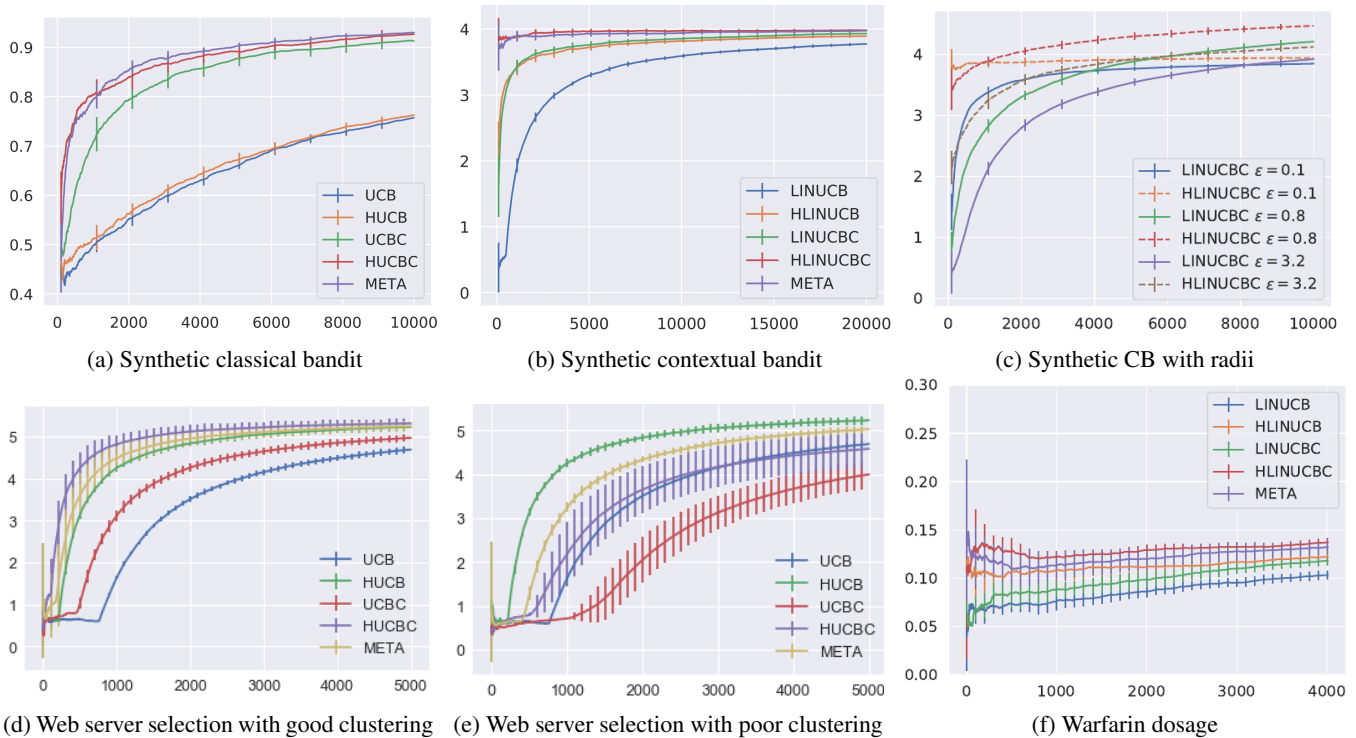 0.9
0.8
0.7
0.6
0.5
0.4
0 2000 4000 6000 8000 10000
UCB
HUCB
UCBC
HUCBC
META
(a) Synthetic classical bandit
4
3
2
1
0
0 5000 10000 15000 20000
LINUCB
HLINUCB
LINUCBC
HLINUCBC
META
(b) Synthetic contextual bandit
4
3
2
1
0
0 2000 4000 6000 8000 10000
LINUCBC ε = 0.1
HLINUCBC ε = 0.1
LINUCBC ε = 0.8
HLINUCBC ε = 0.8
LINUCBC ε = 3.2
HLINUCBC ε = 3.2
(c) Synthetic CB with radii
5
4
3
2
1
0
0 1000 2000 3000 4000 5000
UCB
HUCB
UCBC
HUCBC
META
(d) Web server selection with good clustering
5
4
3
2
1
0
0 1000 2000 3000 4000 5000
UCB
HUCB
UCBC
HUCBC
META
(e) Web server selection with poor clustering
0.30
0.25
0.20
0.15
0.10
0.05
0.00
0 1000 2000 3000 4000
LINUCB
HLINUCB
LINUCBC
HLINUCBC
META
(f) Warfarin dosage